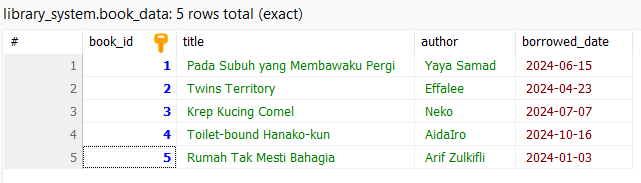 library_system.book_data: 5 rows total (exact)
# book_id title author borrowed_date
1 1 Pada Subuh yang Membawaku Pergi Yaya Samad 2024-06-15
2 2 Twins Territory Effalee 2024-04-23
3 3 Krep Kucing Comel Neko 2024-07-07
4 4 Toilet-bound Hanako-kun AidaIro 2024-10-16
5 5 Rumah Tak Mesti Bahagia Arif Zulkifli 2024-01-03